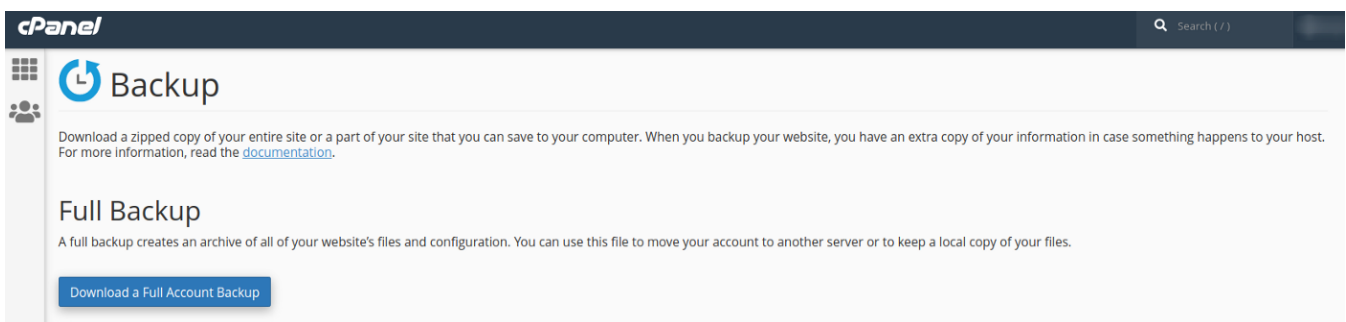 cPanel
Search ( / )
Backup
Download a zipped copy of your entire site or a part of your site that you can save to your computer. When you backup your website, you have an extra copy of your information in case something happens to your host.
For more information, read the documentation.
Full Backup
A full backup creates an archive of all of your website's files and configuration. You can use this file to move your account to another server or to keep a local copy of your files.
Download a Full Account Backup